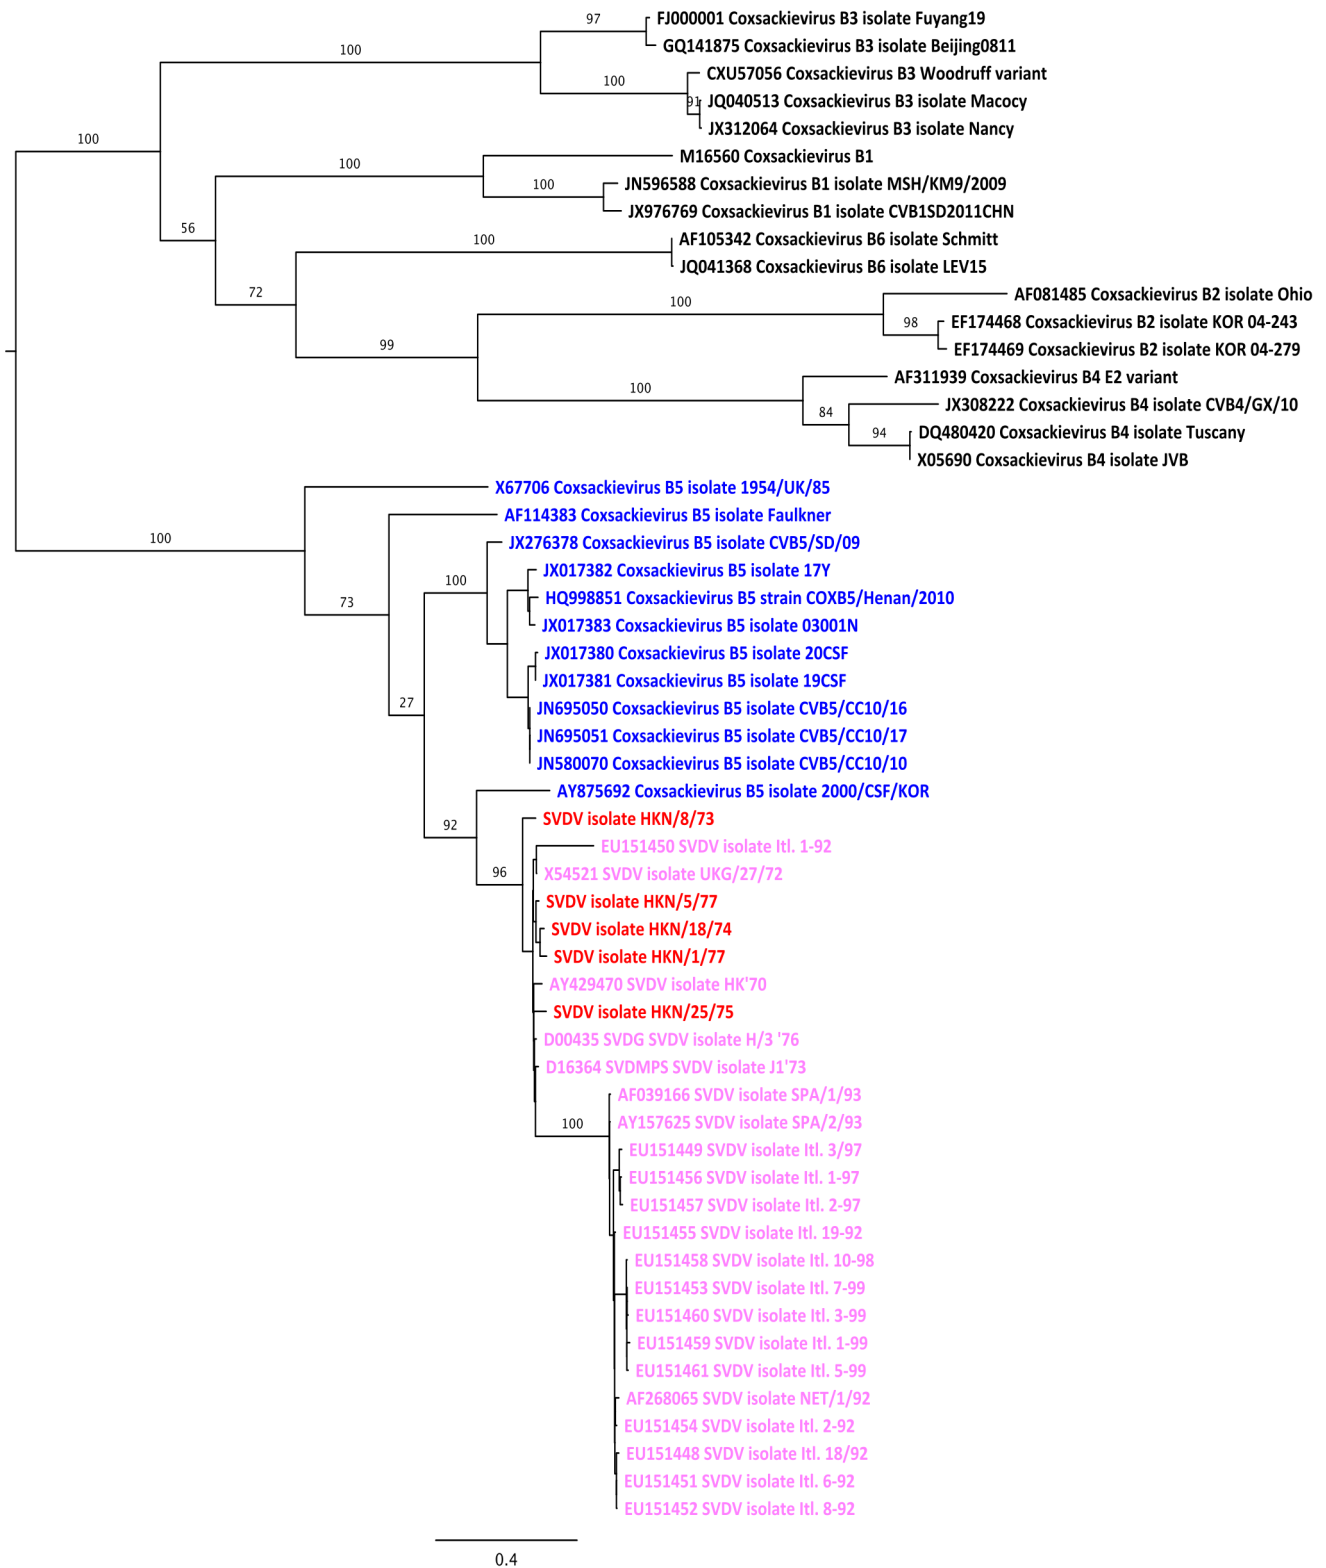 97
FJ000001 Coxsackievirus B3 isolate Fuyang19
GQ141875 Coxsackievirus B3 isolate Beijing0811
100
CXU57056 Coxsackievirus B3 Woodruff variant
100
91
JQ040513 Coxsackievirus B3 isolate Macocy
JX312064 Coxsackievirus B3 isolate Nancy
100
M16560 Coxsackievirus B1
100
JN596588 Coxsackievirus B1 isolate MSH/KM9/2009
100
JX976769 Coxsackievirus B1 isolate CVB1SD2011CHN
56
AF105342 Coxsackievirus B6 isolate Schmitt
100
JQ041368 Coxsackievirus B6 isolate LEV15
72
AF081485 Coxsackievirus B2 isolate Ohio
100
EF174468 Coxsackievirus B2 isolate KOR 04-243
98
EF174469 Coxsackievirus B2 isolate KOR 04-279
99
AF311939 Coxsackievirus B4 E2 variant
100
JX308222 Coxsackievirus B4 isolate CVB4/GX/10
84
DQ480420 Coxsackievirus B4 isolate Tuscany
94
X05690 Coxsackievirus B4 isolate JVB
X67706 Coxsackievirus B5 isolate 1954/UK/85
AF114383 Coxsackievirus B5 isolate Faulkner
100
JX276378 Coxsackievirus B5 isolate CVB5/SD/09
JX017382 Coxsackievirus B5 isolate 17Y
100
HQ998851 Coxsackievirus B5 strain COXB5/Henan/2010
73
JX017383 Coxsackievirus B5 isolate 03001N
JX017380 Coxsackievirus B5 isolate 20CSF
JX017381 Coxsackievirus B5 isolate 19CSF
27
JN695050 Coxsackievirus B5 isolate CVB5/CC10/16
JN695051 Coxsackievirus B5 isolate CVB5/CC10/17
JN580070 Coxsackievirus B5 isolate CVB5/CC10/10
AY875692 Coxsackievirus B5 isolate 2000/CSF/KOR
92
SVDV isolate HKN/8/73
EU151450 SVDV isolate Itl. 1-92
96
X54521 SVDV isolate UKG/27/72
SVDV isolate HKN/5/77
SVDV isolate HKN/18/74
SVDV isolate HKN/1/77
AY429470 SVDV isolate HK'70
SVDV isolate HKN/25/75
D00435 SVDG SVDV isolate H/3 '76
D16364 SVDMPS SVDV isolate J1'73
AF039166 SVDV isolate SPA/1/93
100
AY157625 SVDV isolate SPA/2/93
EU151449 SVDV isolate Itl. 3/97
EU151456 SVDV isolate Itl. 1-97
EU151457 SVDV isolate Itl. 2-97
EU151455 SVDV isolate Itl. 19-92
EU151458 SVDV isolate Itl. 10-98
EU151453 SVDV isolate Itl. 7-99
EU151460 SVDV isolate Itl. 3-99
EU151459 SVDV isolate Itl. 1-99
EU151461 SVDV isolate Itl. 5-99
AF268065 SVDV isolate NET/1/92
EU151454 SVDV isolate Itl. 2-92
EU151448 SVDV isolate Itl. 18/92
EU151451 SVDV isolate Itl. 6-92
EU151452 SVDV isolate Itl. 8-92
0.4